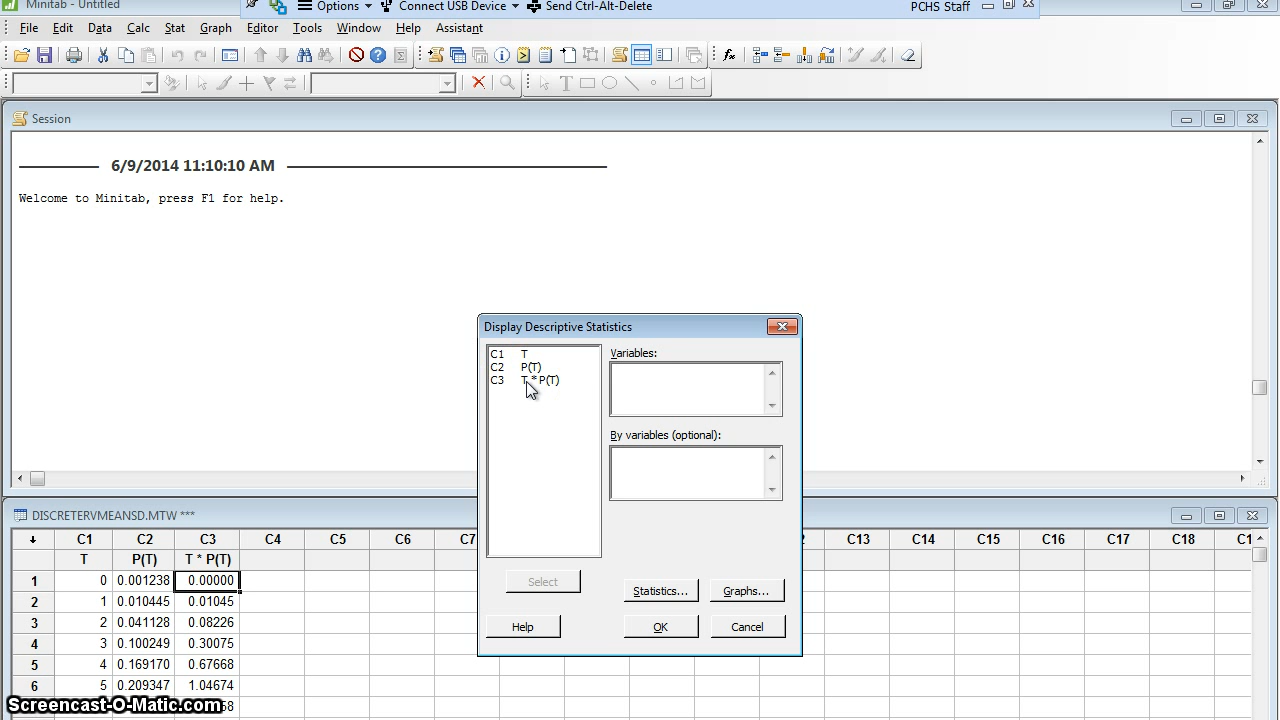 Minitab - Untitled
Options
Connect USB Device
Send Ctrl-Alt-Delete
PCHS Staff
File Edit Data Calc Stat Graph Editor Tools Window Help Assistant
Session
6/9/2014 11:10:10 AM
Welcome to Minitab, press F1 for help.
Display Descriptive Statistics
C1 T
C2 P(T)
C3 T * P(T)
Variables:
By variables (optional):
Select
Statistics...
Graphs...
Help
OK
Cancel
DISCRETERVMEANSD.MTW ***
C1 C2 C3 C4 C5 C6 C7 C13 C14 C15 C16 C17 C18
T P(T) T * P(T)
1 0 0.001238 0.00000
2 1 0.010445 0.01045
3 2 0.041128 0.08226
4 3 0.100249 0.30075
5 4 0.169170 0.67668
6 5 0.209347 1.04674
Screencast-O-Matic.com